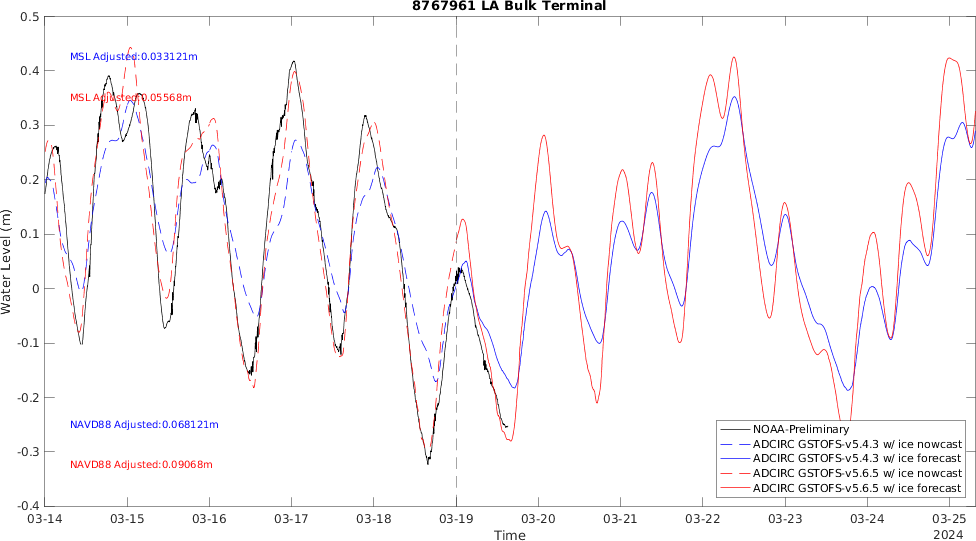 8767961 LA Bulk Terminal
0.5
0.4
0.3
0.2
0.1
0
-0.1
-0.2
-0.3
-0.4
Water Level (m)
MSL Adjusted:0.033121m
MSL Adjusted:0.05568m
NAVD88 Adjusted:0.068121m
NAVD88 Adjusted:0.09068m
NOAA-Preliminary
ADCIRC GSTOFS-v5.4.3 w/ ice nowcast
ADCIRC GSTOFS-v5.4.3 w/ ice forecast
ADCIRC GSTOFS-v5.6.5 w/ ice nowcast
ADCIRC GSTOFS-v5.6.5 w/ ice forecast
03-14 03-15 03-16 03-17 03-18 03-19 03-20 03-21 03-22 03-23 03-24 03-25
Time
2024